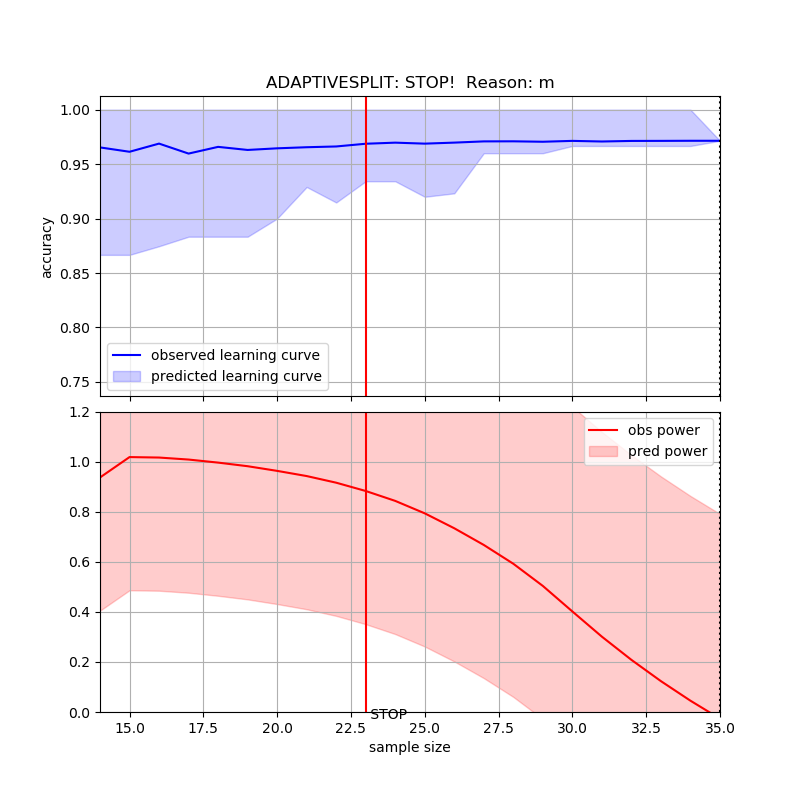 ADAPTIVESPLIT: STOP!  Reason: m
1.00
0.95
0.90
0.85
0.80
0.75
accuracy
observed learning curve
predicted learning curve
1.2
1.0
0.8
0.6
0.4
0.2
0.0
obs power
pred power
STOP
15.0 17.5 20.0 22.5 25.0 27.5 30.0 32.5 35.0
sample size